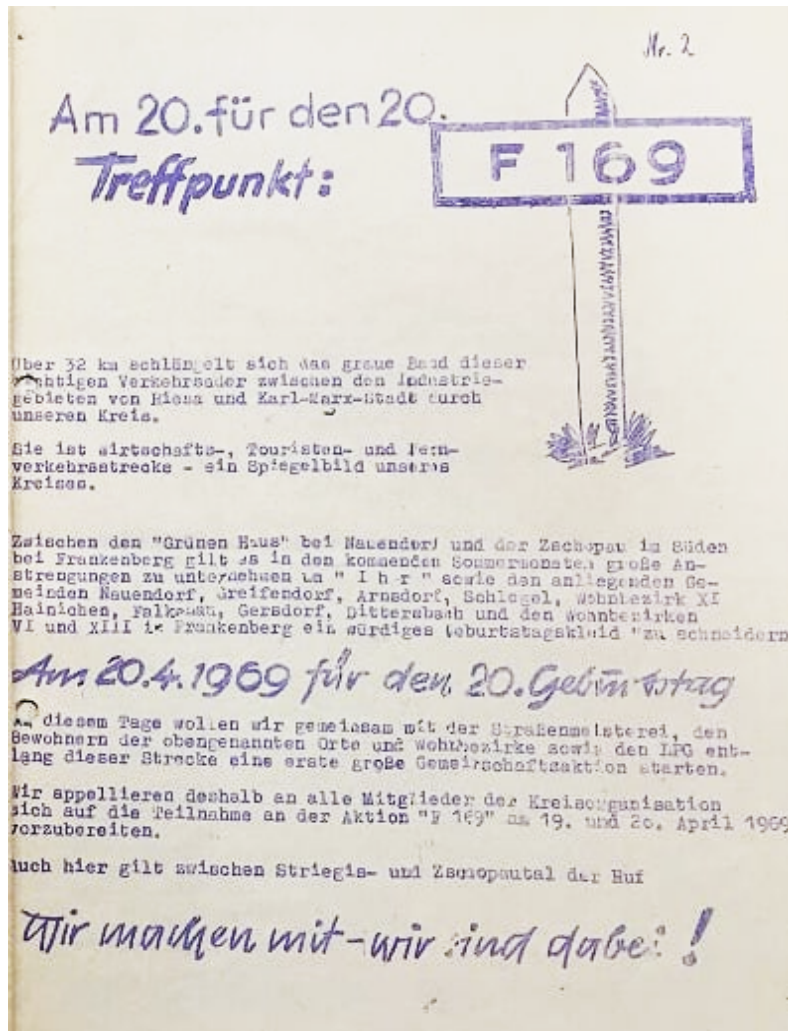 Nr. 2
Am 20. für den 20.
F 169
Treffpunkt:
Über 32 km schlängelt sich das graue Band dieser
wichtigen Verkehrsader zwischen den Industrie-
gebieten von Riesa und Karl-Marx-Stadt durch
unseren Kreis.
Sie ist Wirtschafts-, Touristen- und Fern-
verkehrsstrecke - ein Spiegelbild unseres
Kreises.
Zwischen den "Grünen Haus" bei Nauendorf und der Zschopau im Süden
bei Frankenberg gilt es in den kommenden Sommermonaten große An-
strengungen zu unternehmen um " I h r " sowie den anliegenden Ge-
meinden Nauendorf, Greifendorf, Arnsdorf, Schlegel, Wohnbezirk XI
Hainichen, Falkenau, Gersdorf, Dittersbach und den Wohnbezirken
VI und XIII in Frankenberg ein würdiges Geburtstagskleid "zu schneidern
Am 20.4.1969 für den 20. Geburtstag
An diesem Tage wollen wir gemeinsam mit der Straßenmeisterei, den
Bewohnern der obengenannten Orte und Wohnbezirke sowie den LPG ent-
lang dieser Strecke eine erste große Gemeinschaftsaktion starten.
Wir appellieren deshalb an alle Mitglieder der Kreisorganisation
sich auf die Teilnahme an der Aktion "F 169" am 19. und 20. April 1969
vorzubereiten.
Auch hier gilt zwischen Striegis- und Zschopautal der Ruf
Wir machen mit - wir sind dabei !